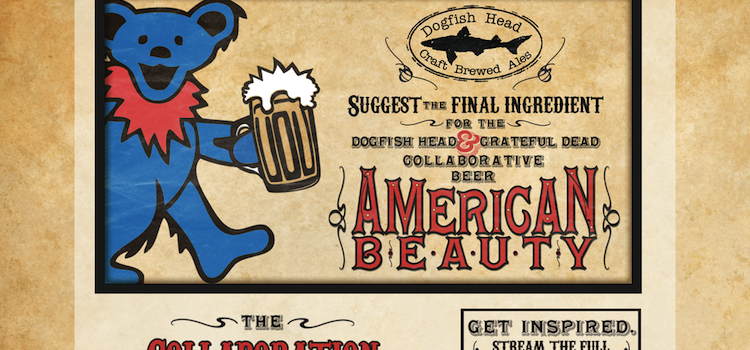 Dogfish Head
Craft Brewed Ales
SUGGEST THE FINAL INGREDIENT
FOR THE
DOGFISH HEAD & GRATEFUL DEAD
COLLABORATIVE
BEER
AMERICAN
B·E·A·U·T·Y
THE
COLLABORATION
GET INSPIRED.
STREAM THE FULL